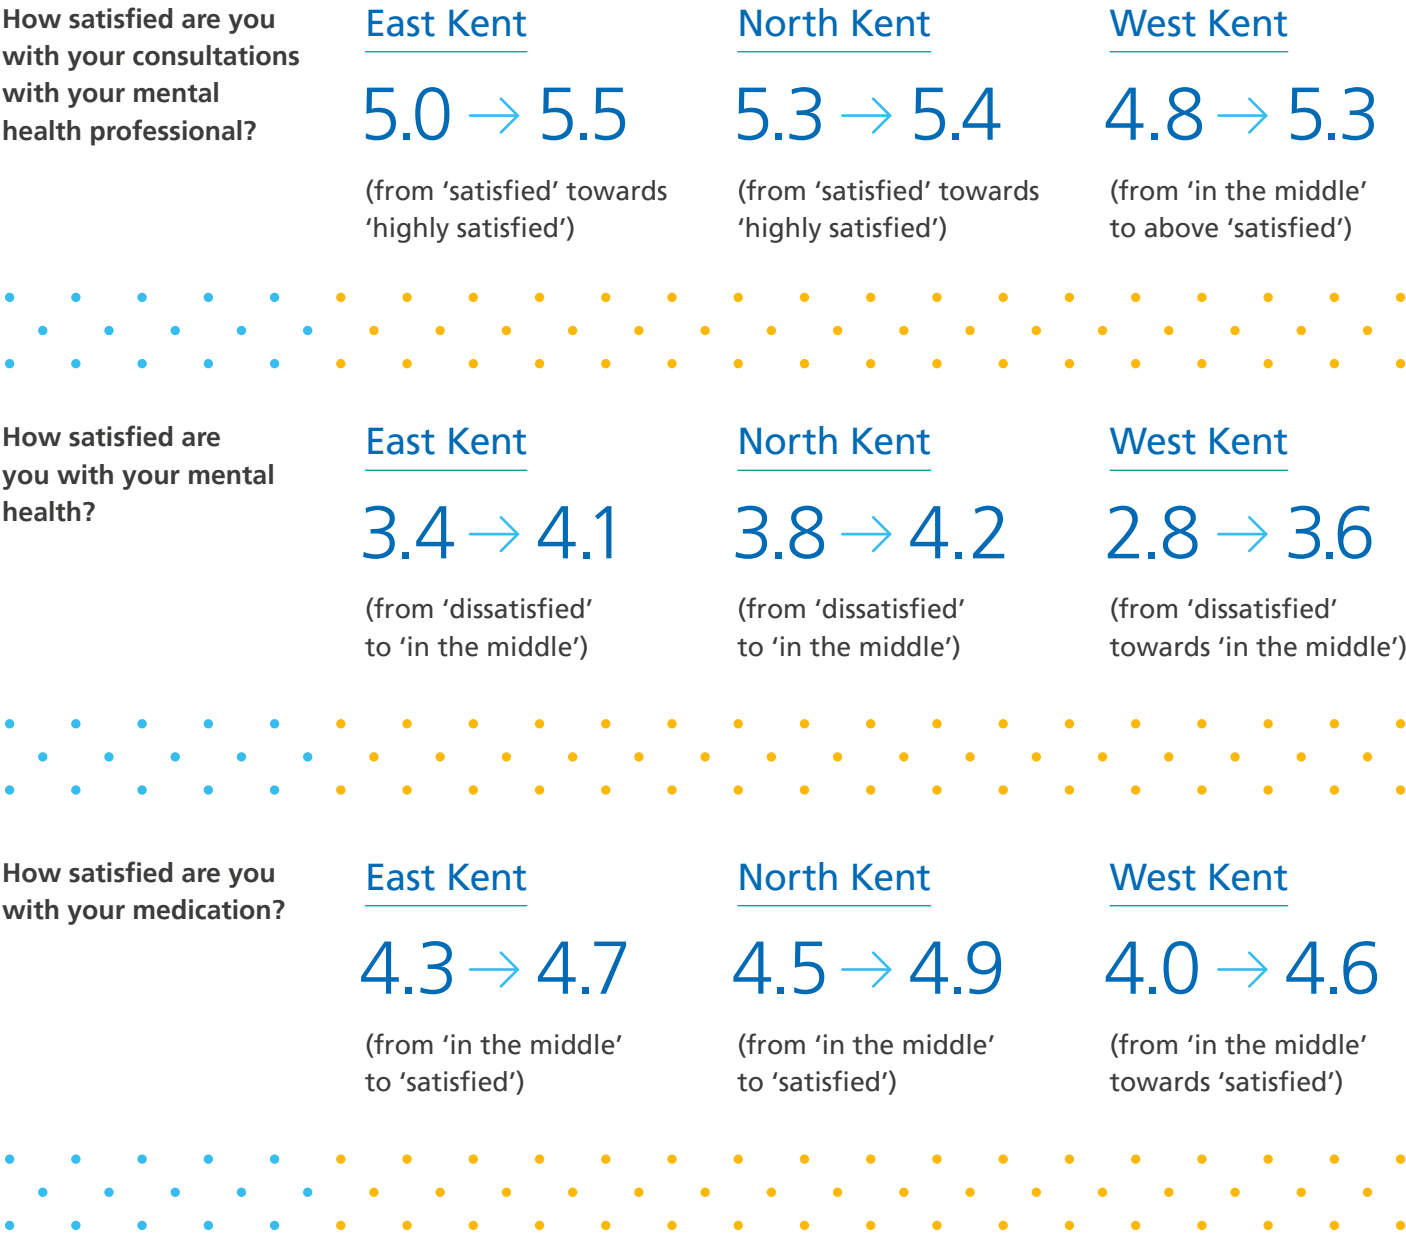 How satisfied are you
with your consultations
with your mental
health professional?
East Kent
5.0 → 5.5
(from ‘satisfied’ towards
‘highly satisfied’)
North Kent
5.3 → 5.4
(from ‘satisfied’ towards
‘highly satisfied’)
West Kent
4.8 → 5.3
(from ‘in the middle’
to above ‘satisfied’)
How satisfied are
you with your mental
health?
East Kent
3.4 → 4.1
(from ‘dissatisfied’
to ‘in the middle’)
North Kent
3.8 → 4.2
(from ‘dissatisfied’
to ‘in the middle’)
West Kent
2.8 → 3.6
(from ‘dissatisfied’
towards ‘in the middle’)
How satisfied are you
with your medication?
East Kent
4.3 → 4.7
(from ‘in the middle’
to ‘satisfied’)
North Kent
4.5 → 4.9
(from ‘in the middle’
to ‘satisfied’)
West Kent
4.0 → 4.6
(from ‘in the middle’
towards ‘satisfied’)